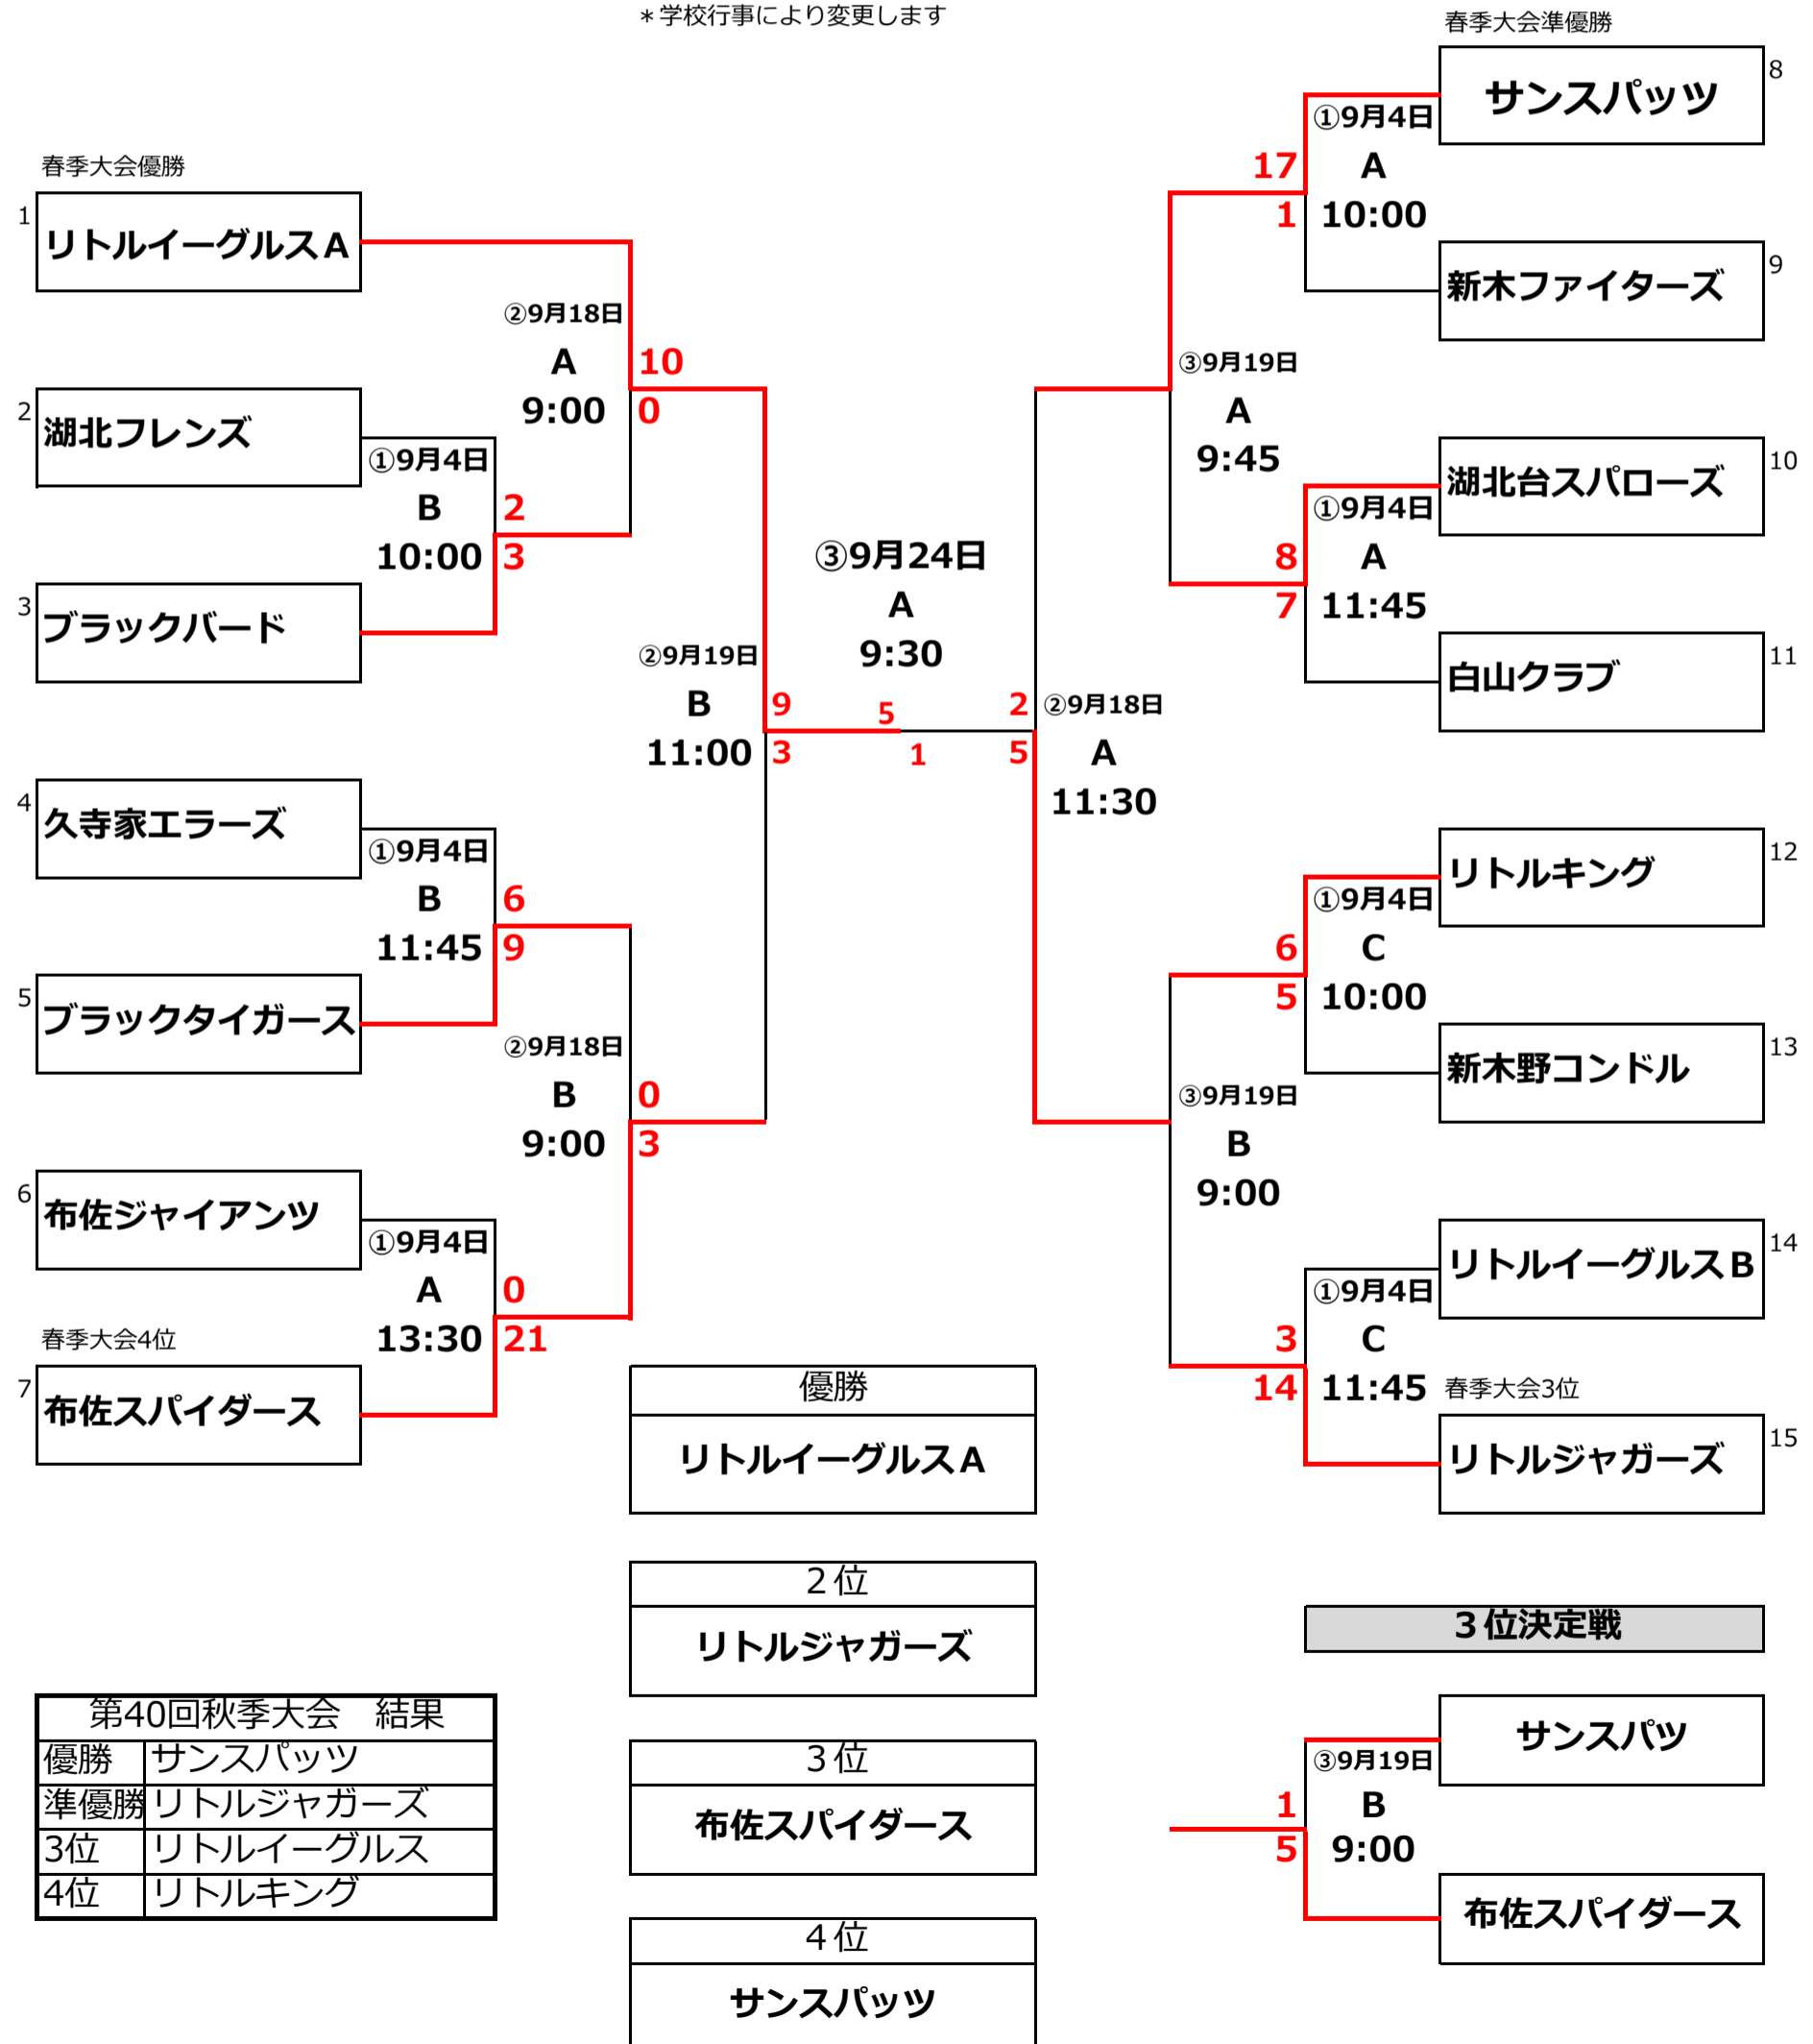 ＊学校行事により変更します
春季大会準優勝
8
サンスパッツ
①9月4日
A
10:00
17
1
9
新木ファイターズ
春季大会優勝
1
リトルイーグルスA
②9月18日
A
9:00
10
0
2
湖北フレンズ
①9月4日
B
10:00
2
3
3
ブラックバード
③9月19日
A
9:45
10
湖北台スパローズ
①9月4日
A
11:45
8
7
11
白山クラブ
③9月24日
A
9:30
5
1
②9月19日
B
11:00
9
3
2
5
②9月18日
A
11:30
4
久寺家エラーズ
①9月4日
B
11:45
6
9
5
ブラックタイガース
②9月18日
B
9:00
0
3
6
布佐ジャイアンツ
①9月4日
A
13:30
0
21
春季大会4位
7
布佐スパイダース
12
リトルキング
①9月4日
C
10:00
6
5
13
新木野コンドル
③9月19日
B
9:00
14
リトルイーグルスB
①9月4日
C
11:45
3
14
春季大会3位
15
リトルジャガーズ
優勝
リトルイーグルスA
２位
リトルジャガーズ
３位
布佐スパイダース
４位
サンスパッツ
３位決定戦
サンスパツ
③9月19日
B
9:00
1
5
布佐スパイダース
第40回秋季大会　結果
優勝 サンスパッツ
準優勝 リトルジャガーズ
3位 リトルイーグルス
4位 リトルキング